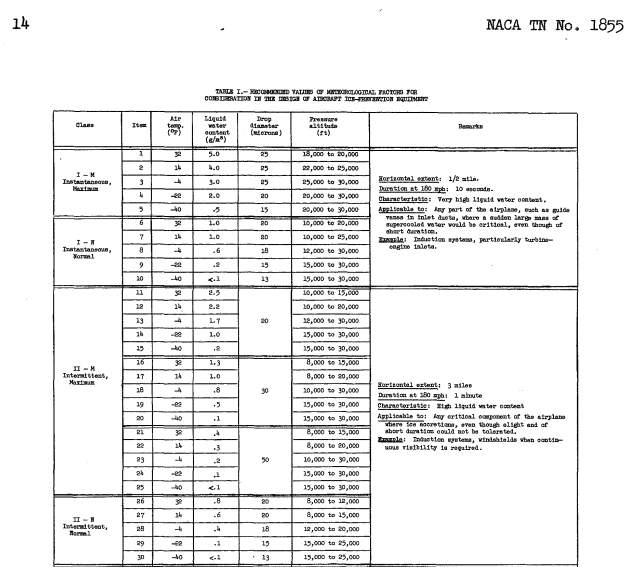 14
NACA TN No. 1855
TABLE I.— RECOMMENDED VALUES OF METEOROLOGICAL FACTORS FOR
CONSIDERATION IN THE DESIGN OF AIRCRAFT ICE-PREVENTION EQUIPMENT
Class Item Air temp. (°F) Liquid water content (g/m³) Drop diameter (microns) Pressure altitude (ft) Remarks
I – M
Instantaneous,
Maximum
1 32 5.0 25 18,000 to 20,000
2 14 4.0 25 22,000 to 25,000
3 –4 3.0 25 25,000 to 30,000
4 –22 2.0 20 20,000 to 30,000
5 –40 .5 15 20,000 to 30,000
I – N
Instantaneous,
Normal
6 32 1.0 20 10,000 to 20,000
7 14 1.0 20 10,000 to 25,000
8 –4 .6 18 12,000 to 30,000
9 –22 .2 15 15,000 to 30,000
10 –40 <.1 13 15,000 to 30,000
Horizontal extent: 1/2 mile.
Duration at 180 mph: 10 seconds.
Characteristic: Very high liquid water content.
Applicable to: Any part of the airplane, such as guide
vanes in inlet ducts, where a sudden large mass of
supercooled water would be critical, even though of
short duration.
Example: Induction systems, particularly turbine-
engine inlets.
II – M
Intermittent,
Maximum
11 32 2.5 10,000 to 15,000
12 14 2.2 10,000 to 20,000
13 –4 1.7 20 12,000 to 30,000
14 –22 1.0 15,000 to 30,000
15 –40 .2 15,000 to 30,000
16 32 1.3 8,000 to 15,000
17 14 1.0 8,000 to 20,000
18 –4 .8 30 10,000 to 30,000
19 –22 .5 15,000 to 30,000
20 –40 .1 15,000 to 30,000
21 32 .4 8,000 to 15,000
22 14 .3 8,000 to 20,000
23 –4 .2 50 10,000 to 30,000
24 –22 .1 15,000 to 30,000
25 –40 <.1 15,000 to 30,000
II – N
Intermittent,
Normal
26 32 .8 20 8,000 to 12,000
27 14 .6 20 8,000 to 15,000
28 –4 .4 18 12,000 to 20,000
29 –22 .1 15 15,000 to 25,000
30 –40 <.1 13 15,000 to 25,000
Horizontal extent: 3 miles
Duration at 180 mph: 1 minute
Characteristic: High liquid water content
Applicable to: Any critical component of the airplane
where ice accretions, even though slight and of
short duration could not be tolerated.
Example: Induction systems, windshields when contin-
uous visibility is required.